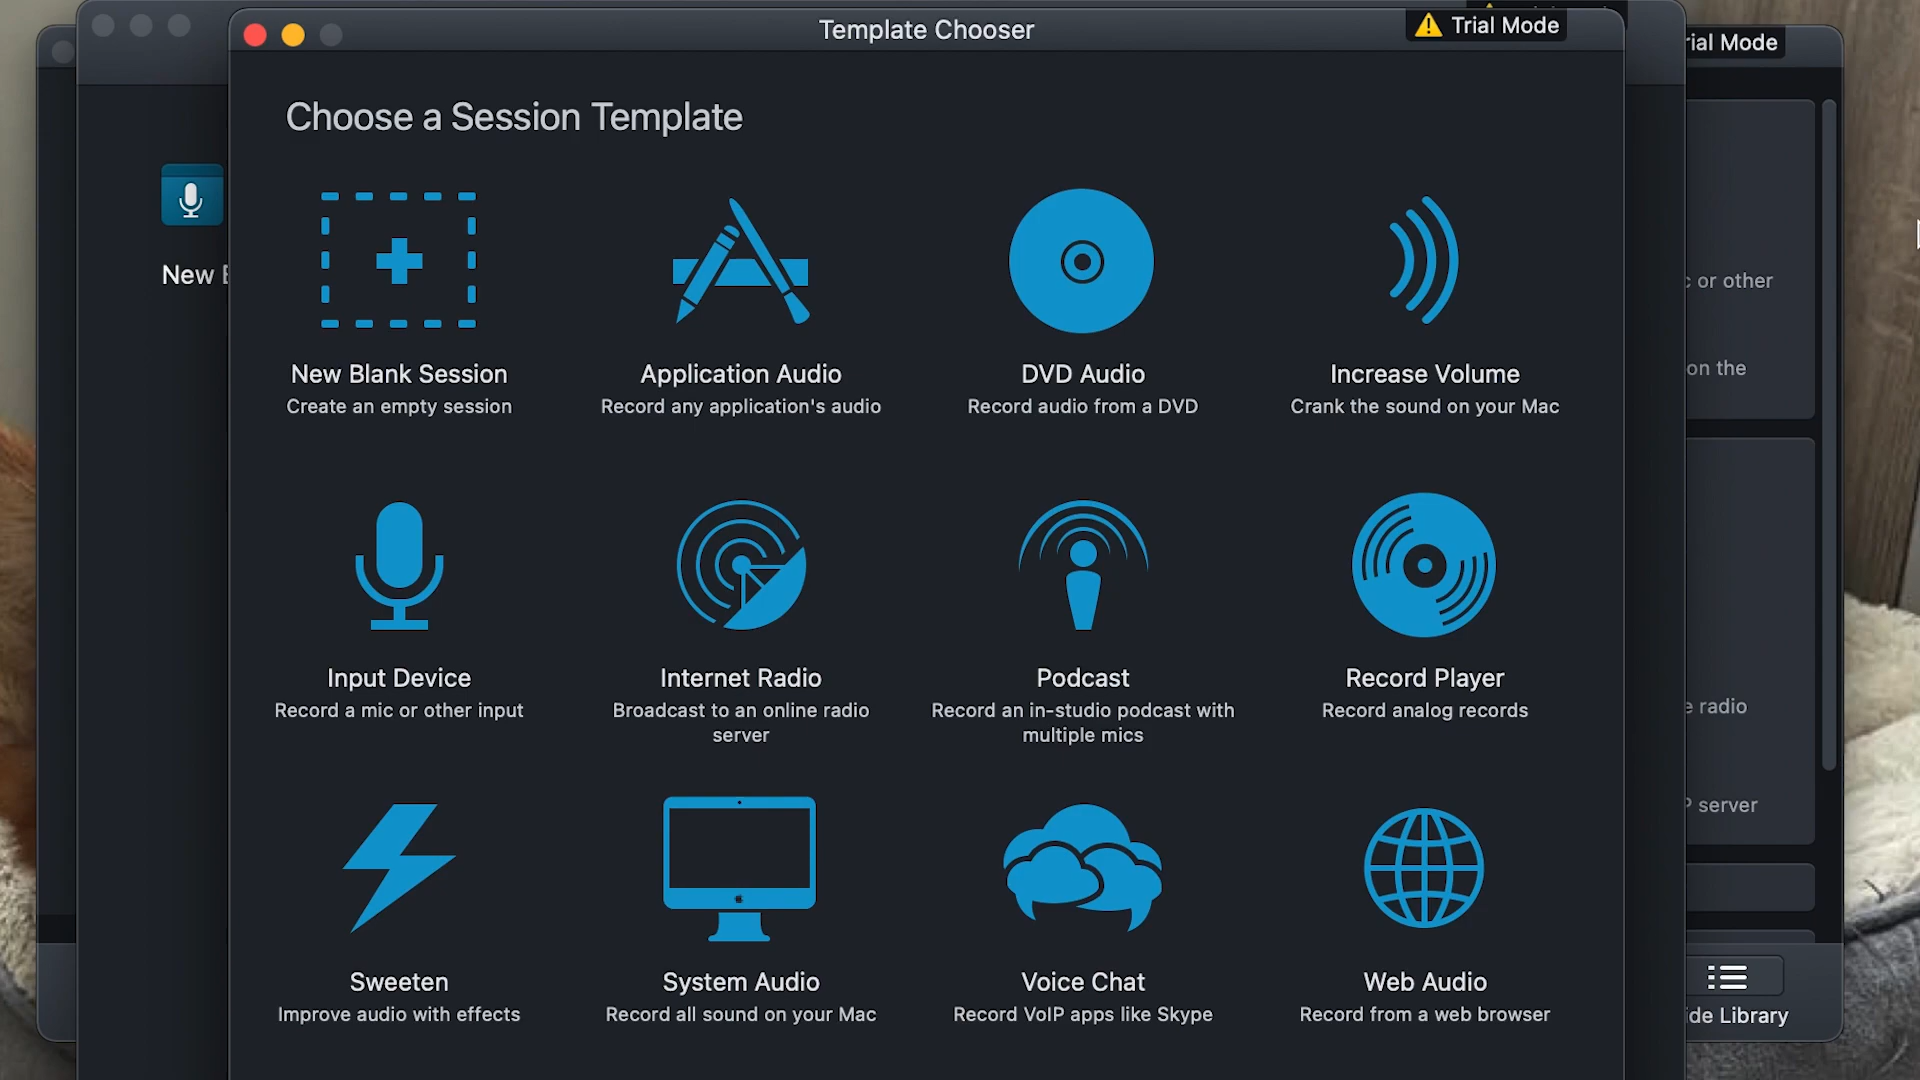 Template Chooser
Trial Mode
rial Mode
Choose a Session Template
New
New Blank Session
Create an empty session
Application Audio
Record any application's audio
DVD Audio
Record audio from a DVD
Increase Volume
Crank the sound on your Mac
or other
on the
Input Device
Record a mic or other input
Internet Radio
Broadcast to an online radio
server
Podcast
Record an in-studio podcast with
multiple mics
Record Player
Record analog records
radio
server
Sweeten
Improve audio with effects
System Audio
Record all sound on your Mac
Voice Chat
Record VoIP apps like Skype
Web Audio
Record from a web browser
ide Library